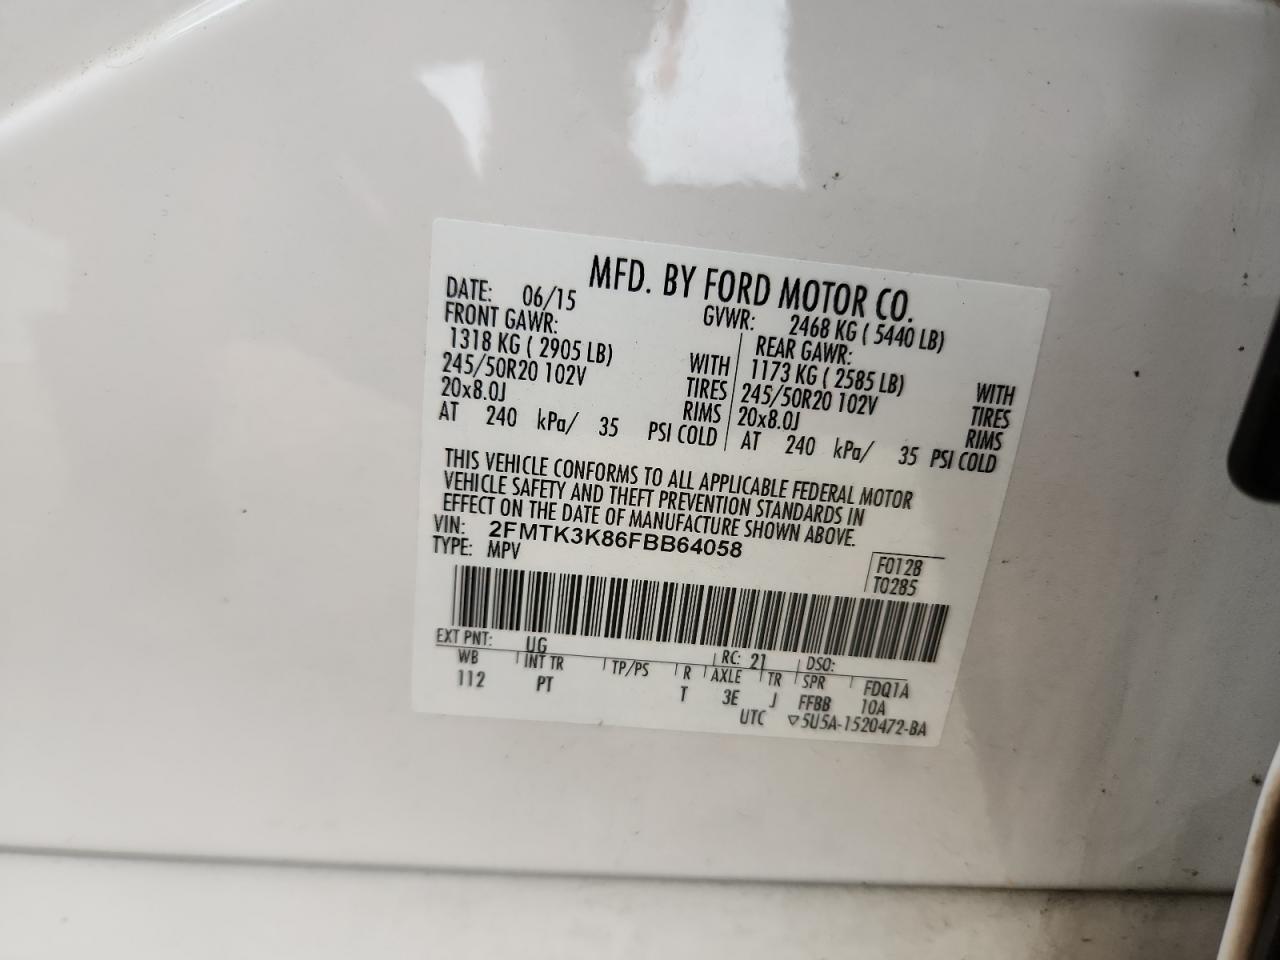 MFD. BY FORD MOTOR CO.
DATE: 06/15 GVWR: 2468 KG ( 5440 LB)
FRONT GAWR: REAR GAWR:
1318 KG ( 2905 LB) WITH 1173 KG ( 2585 LB) WITH
245/50R20 102V TIRES 245/50R20 102V TIRES
20x8.0J RIMS 20x8.0J RIMS
AT 240 kPa/ 35 PSI COLD AT 240 kPa/ 35 PSI COLD
THIS VEHICLE CONFORMS TO ALL APPLICABLE FEDERAL MOTOR
VEHICLE SAFETY AND THEFT PREVENTION STANDARDS IN
EFFECT ON THE DATE OF MANUFACTURE SHOWN ABOVE.
VIN: 2FMTK3K86FBB64058
TYPE: MPV F0128
T0285
EXT PNT: UG RC: 21 DSO:
WB INT TR TP/PS R AXLE TR SPR FDQ1A
112 PT T 3E J FFBB 10A
UTC ▽5U5A-1520472-BA